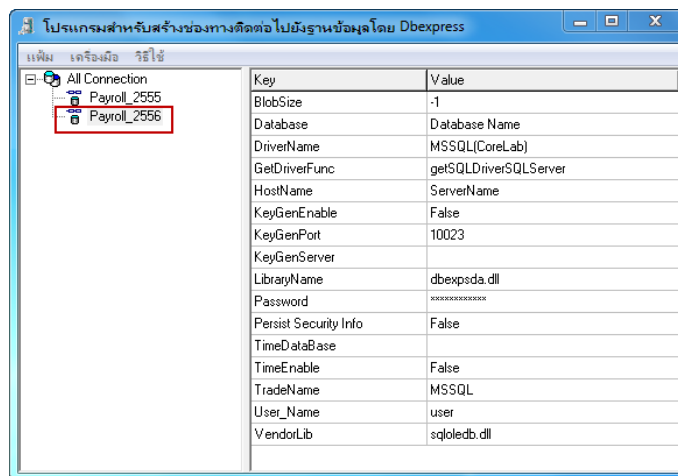 โปรแกรมสำหรับสร้างช่องทางติดต่อไปยังฐานข้อมูลโดย Dbexpress
แฟ้ม เครื่องมือ วิธีใช้
All Connection
Payroll_2555
Payroll_2556
Key Value
BlobSize -1
Database Database Name
DriverName MSSQL(CoreLab)
GetDriverFunc getSQLDriverSQLServer
HostName ServerName
KeyGenEnable False
KeyGenPort 10023
KeyGenServer
LibraryName dbexpsda.dll
Password ***********
Persist Security Info False
TimeDataBase
TimeEnable False
TradeName MSSQL
User_Name user
VendorLib sqloledb.dll